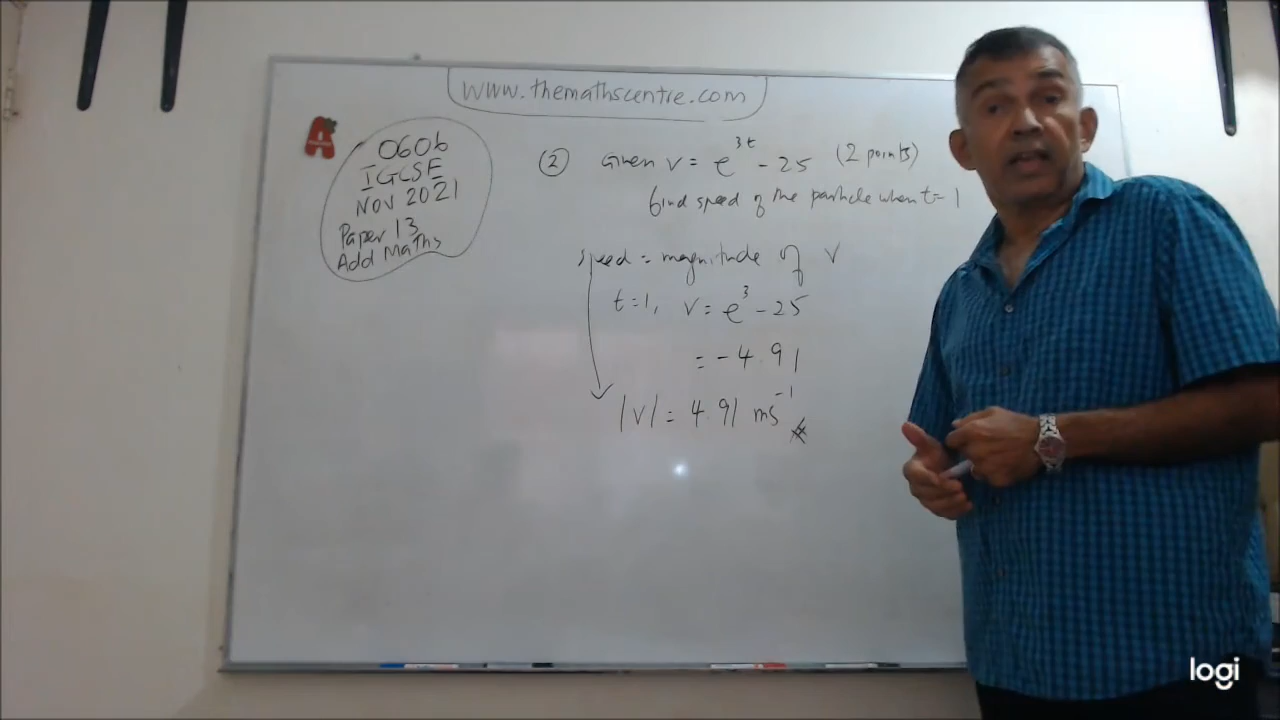 www.themathscentre.com
0606
IGCSE
NOV 2021
Paper 13
Add Maths
② Given v = e^3t - 25 (2 points)
find speed of the particle when t = 1
speed = magnitude of v
t = 1, v = e^3 - 25
= -4.91
|v| = 4.91 ms^-1
logi